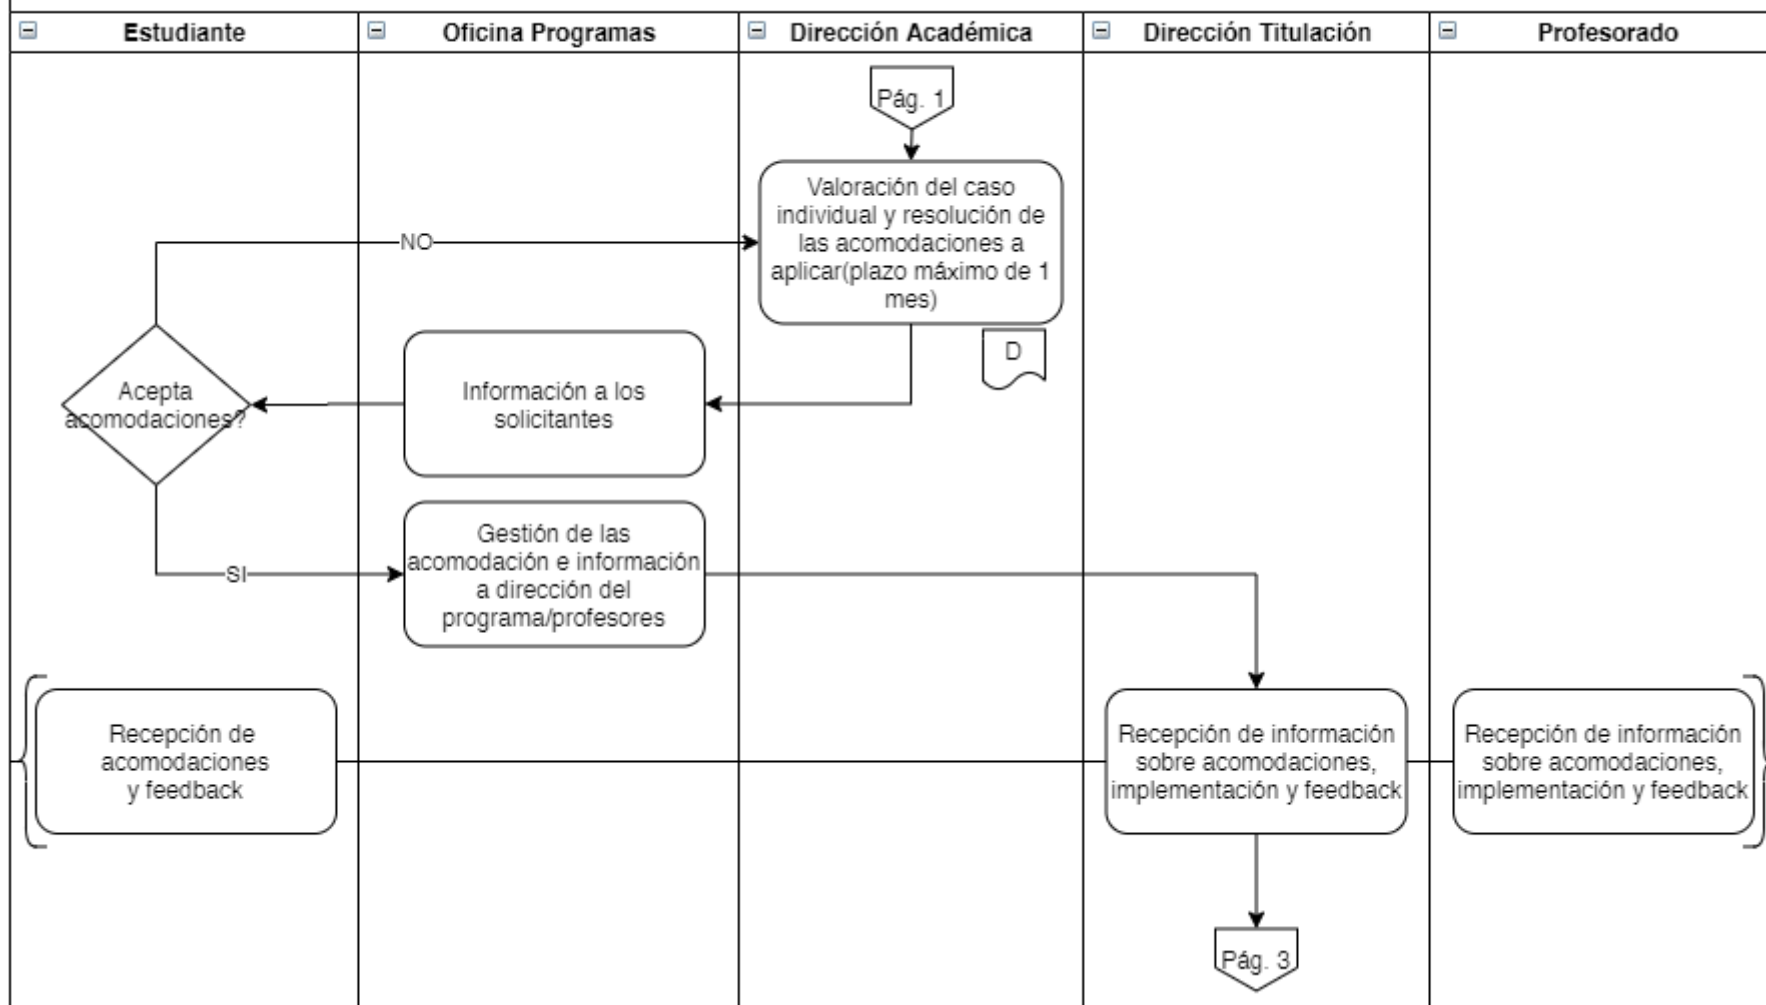 Estudiante
Oficina Programas
Dirección Académica
Dirección Titulación
Profesorado
Pág. 1
Valoración del caso
individual y resolución de
las acomodaciones a
aplicar(plazo máximo de 1
mes)
NO
D
Información a los
solicitantes
Acepta
acomodaciones?
SI
Gestión de las
acomodación e información
a dirección del
programa/profesores
Recepción de
acomodaciones
y feedback
Recepción de información
sobre acomodaciones,
implementación y feedback
Recepción de información
sobre acomodaciones,
implementación y feedback
Pág. 3